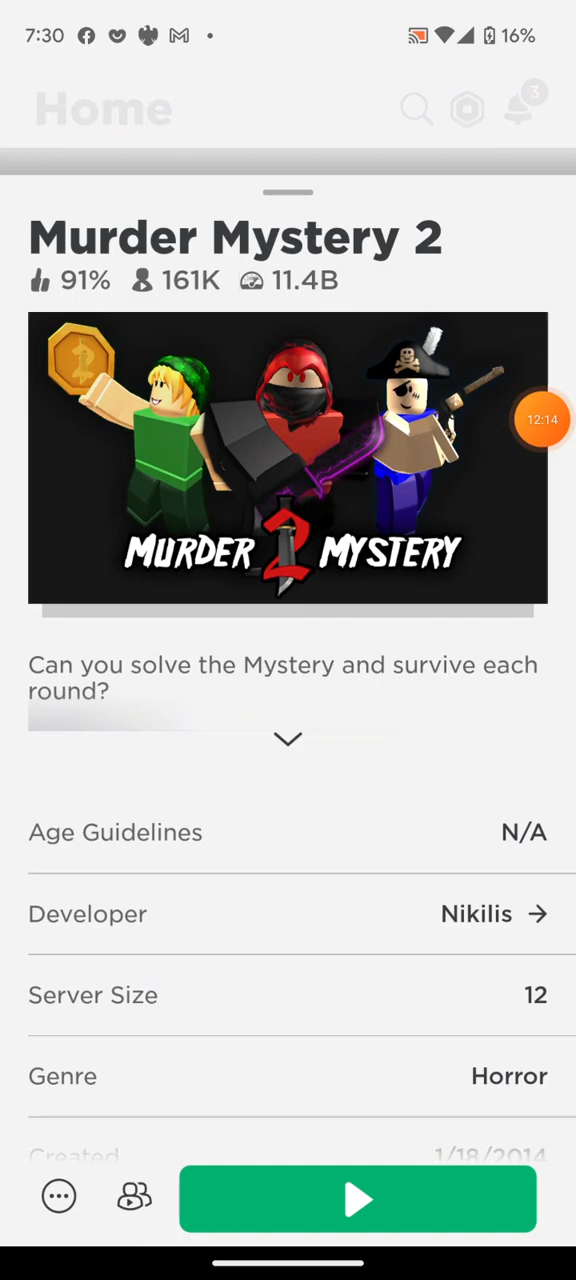 7:30 16%
Home 3
Murder Mystery 2
91% 161K 11.4B
2
12:14
MURDER 2 MYSTERY
Can you solve the Mystery and survive each
round?
Age Guidelines N/A
Developer Nikilis →
Server Size 12
Genre Horror
Created 1/18/2014